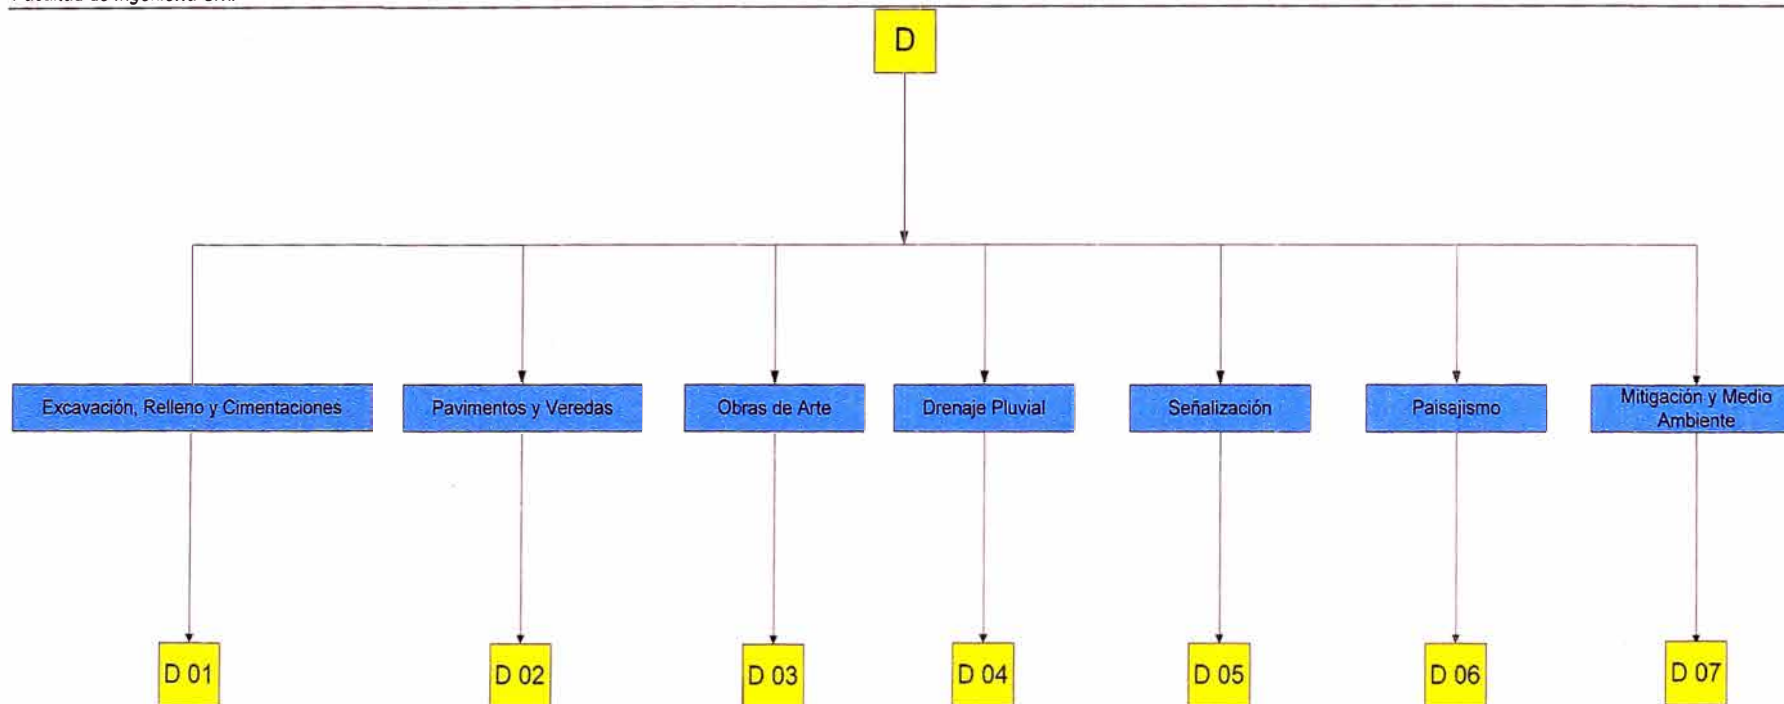 D
Excavación, Relleno y Cimentaciones
Pavimentos y Veredas
Obras de Arte
Drenaje Pluvial
Señalización
Paisajismo
Mitigación y Medio
Ambiente
D 01
D 02
D 03
D 04
D 05
D 06
D 07